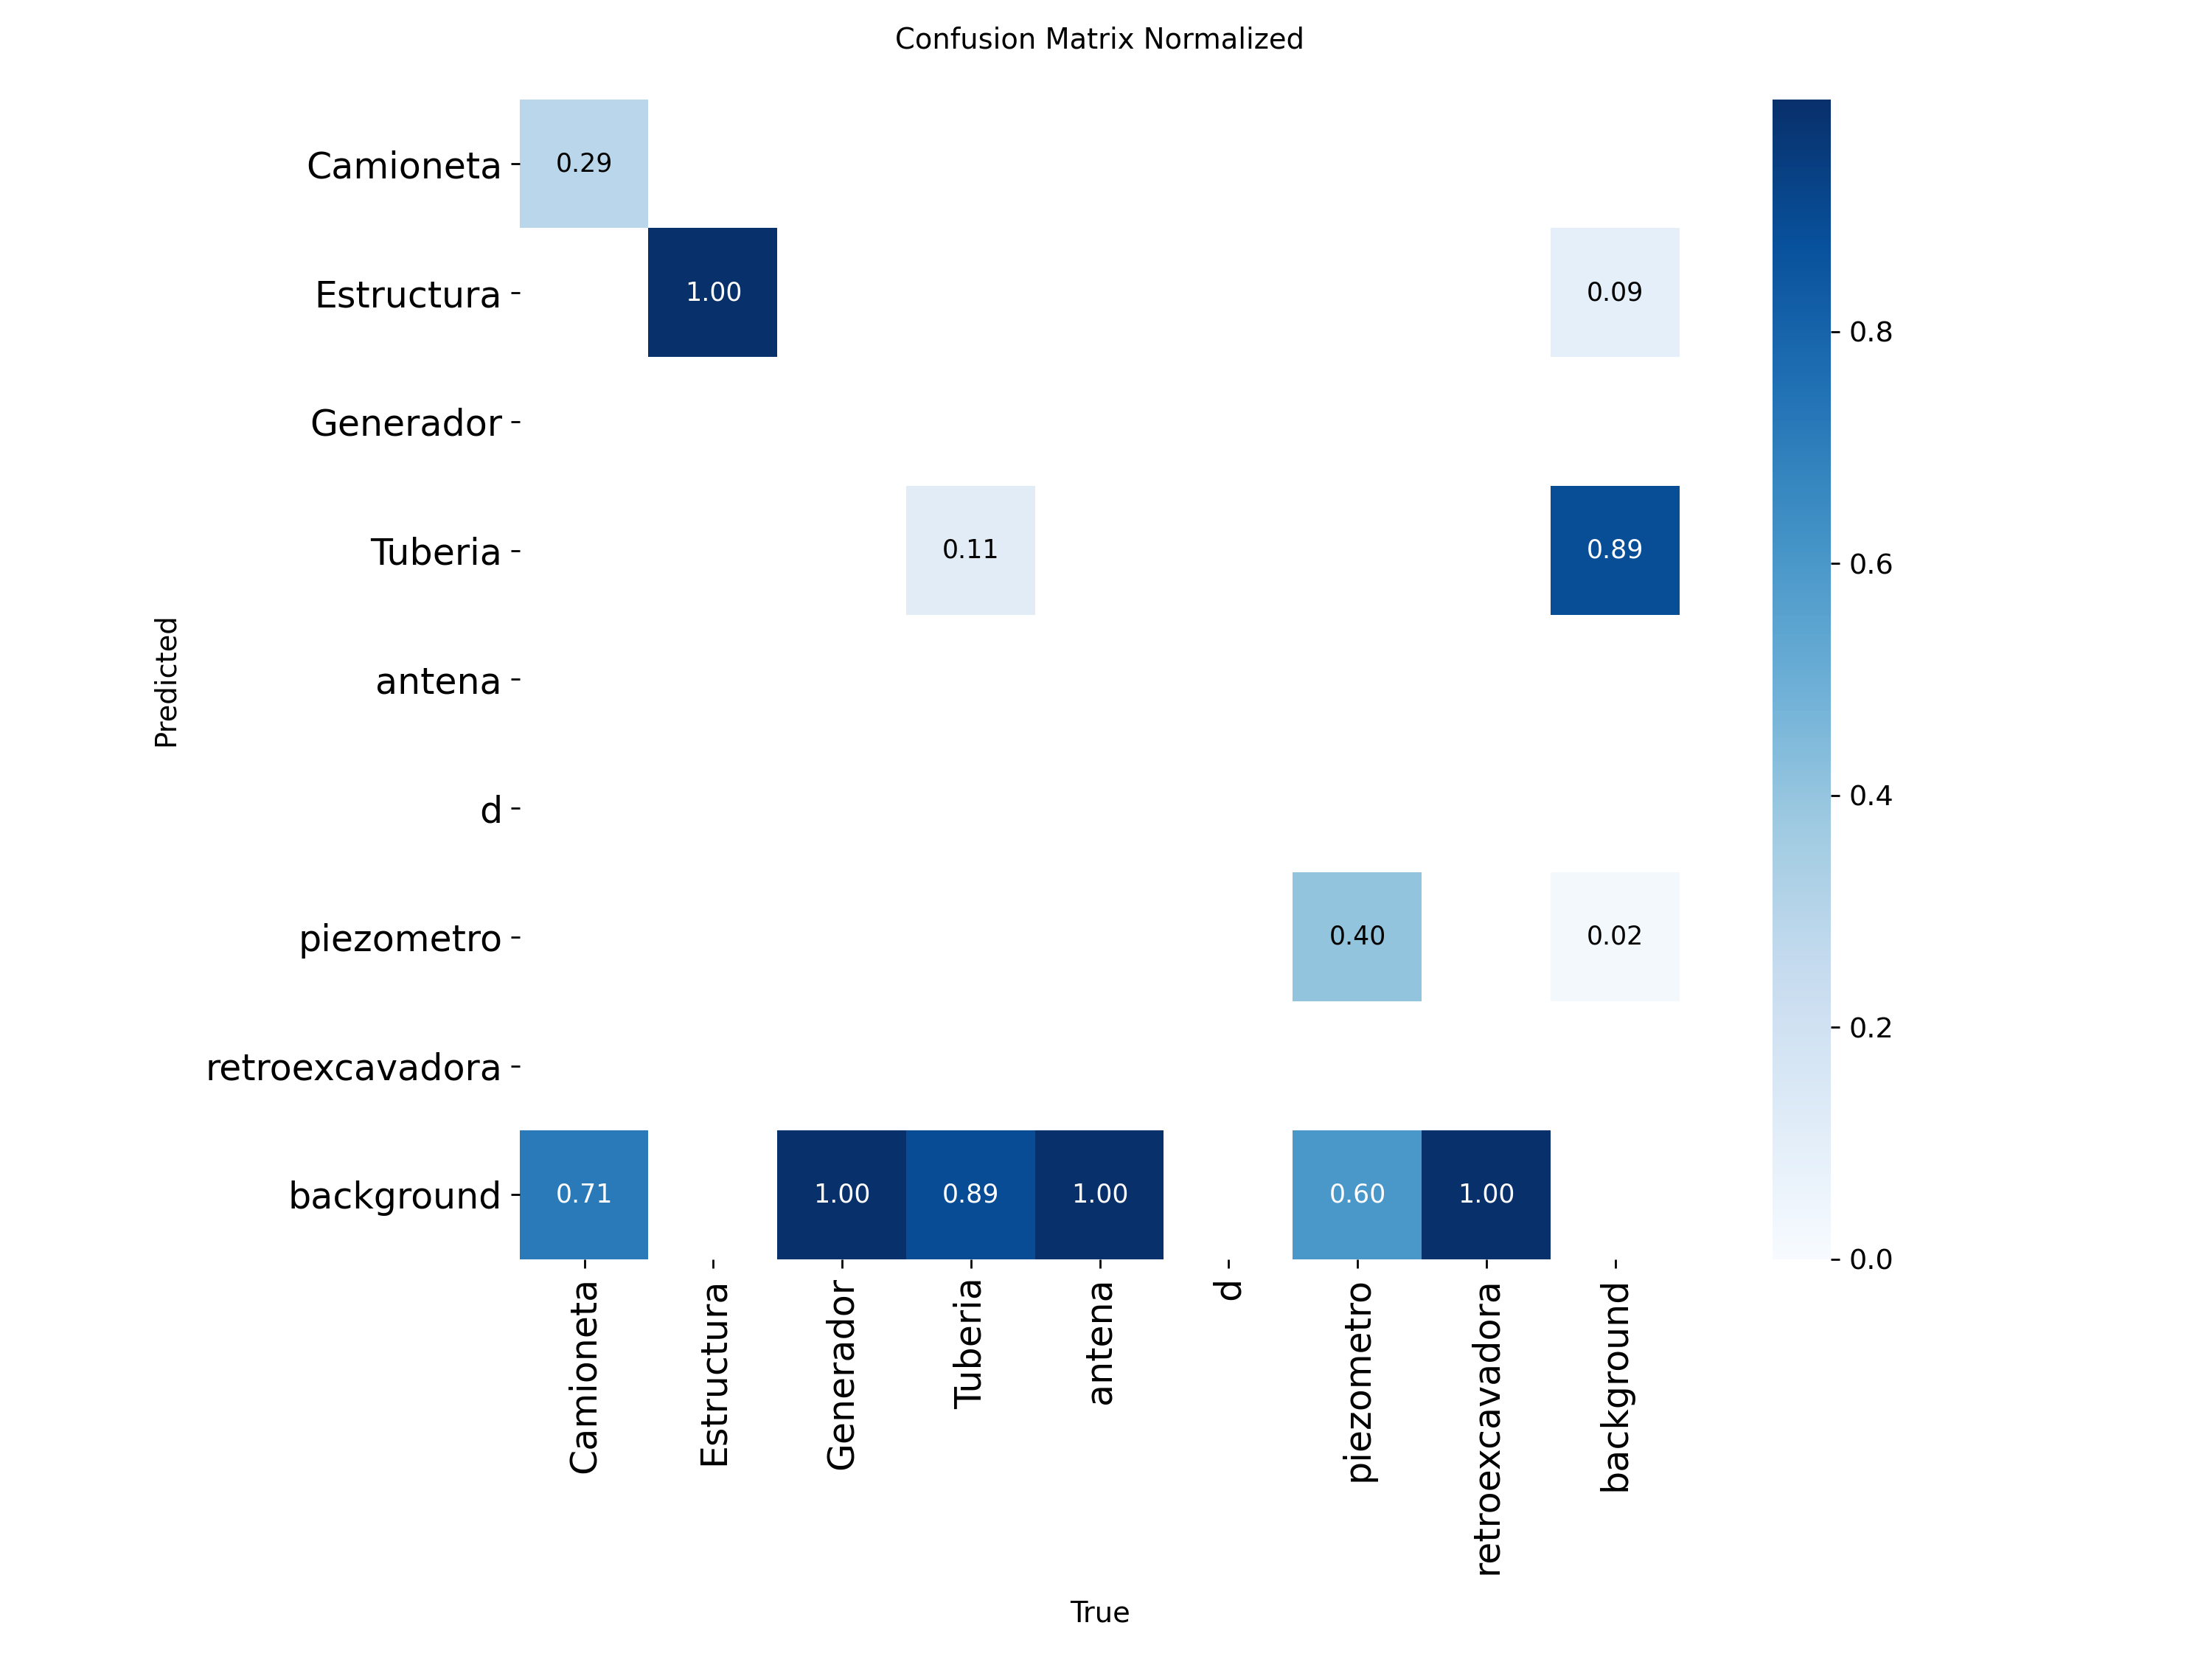 Confusion Matrix Normalized
Camioneta
0.29
Estructura
1.00
0.09
0.8
Generador
Tuberia
0.11
0.89
0.6
Predicted
antena
d
0.4
piezometro
0.40
0.02
0.2
retroexcavadora
background
0.71
1.00
0.89
1.00
0.60
1.00
0.0
Camioneta
Estructura
Generador
Tuberia
antena
d
piezometro
retroexcavadora
background
True